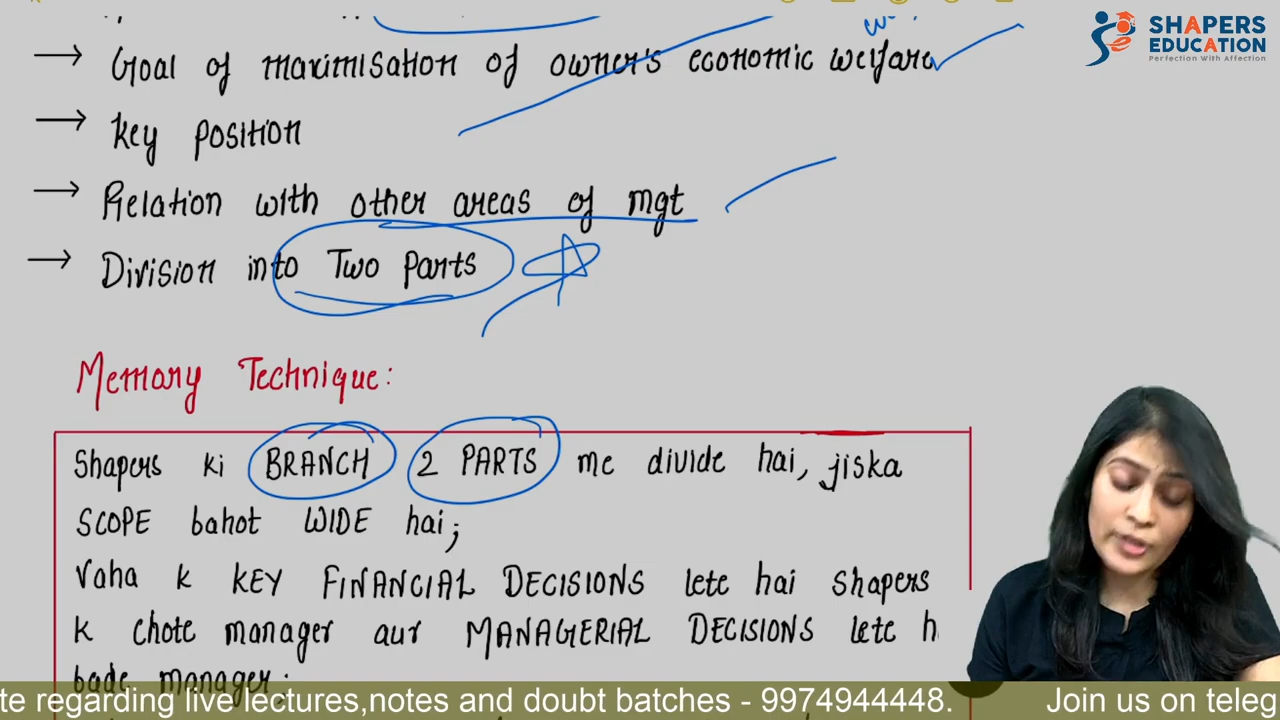 SHAPERS
EDUCATION
Perfection With Affection
→ Goal of maximisation of owner's economic welfare
→ Key position
→ Relation with other areas of mgt
→ Division into Two parts
Memory Technique:
Shapers ki BRANCH 2 PARTS me divide hai, jiska
SCOPE bahot WIDE hai;
Vaha k KEY FINANCIAL DECISIONS lete hai shapers
k chote manager aur MANAGERIAL DECISIONS lete h
bade manager;
te regarding live lectures,notes and doubt batches - 9974944448. Join us on teleg